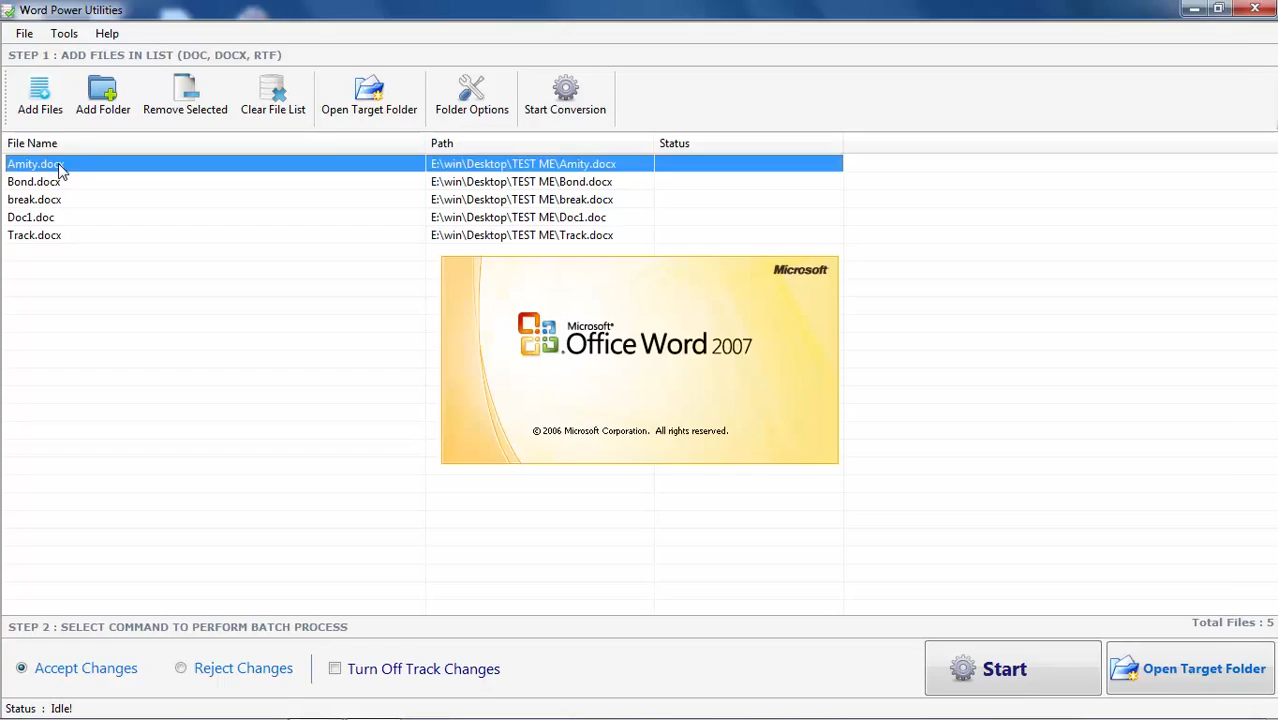 Word Power Utilities
File Tools Help
STEP 1 : ADD FILES IN LIST (DOC, DOCX, RTF)
Add Files Add Folder Remove Selected Clear File List Open Target Folder Folder Options Start Conversion
File Name Path Status
Amity.docx E:\win\Desktop\TEST ME\Amity.docx
Bond.docx E:\win\Desktop\TEST ME\Bond.docx
break.docx E:\win\Desktop\TEST ME\break.docx
Doc1.doc E:\win\Desktop\TEST ME\Doc1.doc
Track.docx E:\win\Desktop\TEST ME\Track.docx
Microsoft
Microsoft®
Office Word 2007
© 2006 Microsoft Corporation. All rights reserved.
STEP 2 : SELECT COMMAND TO PERFORM BATCH PROCESS Total Files : 5
Accept Changes Reject Changes Turn Off Track Changes Start Open Target Folder
Status : Idle!